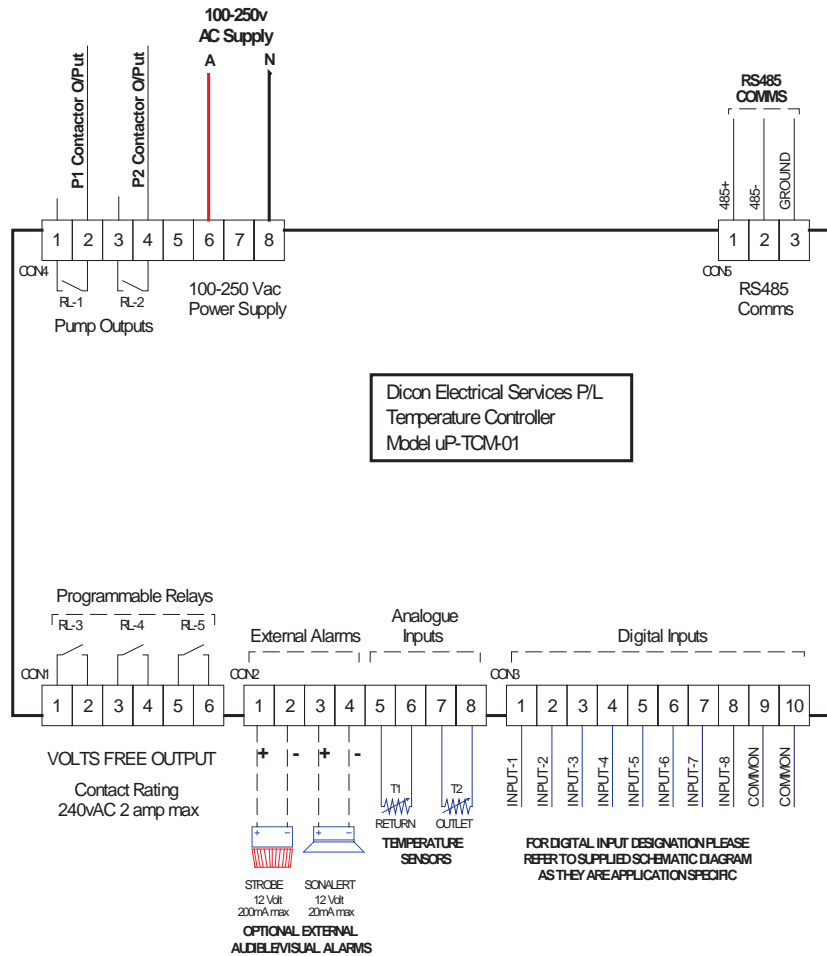 100-250v
AC Supply
A N
P1 Contactor O/Put
P2 Contactor O/Put
RS485
COMMS
485+
485-
GROUND
1 2 3 4 5 6 7 8
1 2 3
CON4
CON5
RL-1 RL-2
Pump Outputs
100-250 Vac
Power Supply
RS485
Comms
Dicon Electrical Services P/L
Temperature Controller
Model uP-TCM-01
Programmable Relays
RL-3 RL-4 RL-5
External Alarms
Analogue
Inputs
Digital Inputs
CON1
CON2
CON3
1 2 3 4 5 6
1 2 3 4 5 6 7 8
1 2 3 4 5 6 7 8 9 10
VOLTS FREE OUTPUT
Contact Rating
240vAC 2 amp max
+ - + -
+ - + -
STROBE
12 Volt
200mA max
SONALERT
12 Volt
20mA max
OPTIONAL EXTERNAL
AUDIBLE/VISUAL ALARMS
T1
RETURN
T2
OUTLET
TEMPERATURE
SENSORS
INPUT-1
INPUT-2
INPUT-3
INPUT-4
INPUT-5
INPUT-6
INPUT-7
INPUT-8
COMMON
COMMON
FOR DIGITAL INPUT DESIGNATION PLEASE
REFER TO SUPPLIED SCHEMATIC DIAGRAM
AS THEY ARE APPLICATION SPECIFIC